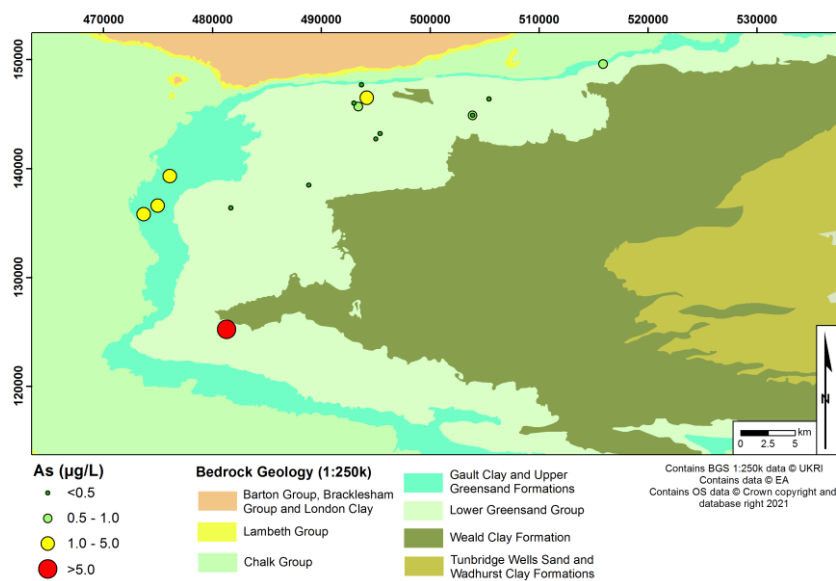 470000 480000 490000 500000 510000 520000 530000
150000
140000
130000
120000
N
km
0 2.5 5
As (µg/L)
<0.5
0.5 - 1.0
1.0 - 5.0
>5.0
Bedrock Geology (1:250k)
Barton Group, Bracklesham
Group and London Clay
Lambeth Group
Chalk Group
Gault Clay and Upper
Greensand Formations
Lower Greensand Group
Weald Clay Formation
Tunbridge Wells Sand and
Wadhurst Clay Formations
Contains BGS 1:250k data © UKRI
Contains data © EA
Contains OS data © Crown copyright and
database right 2021